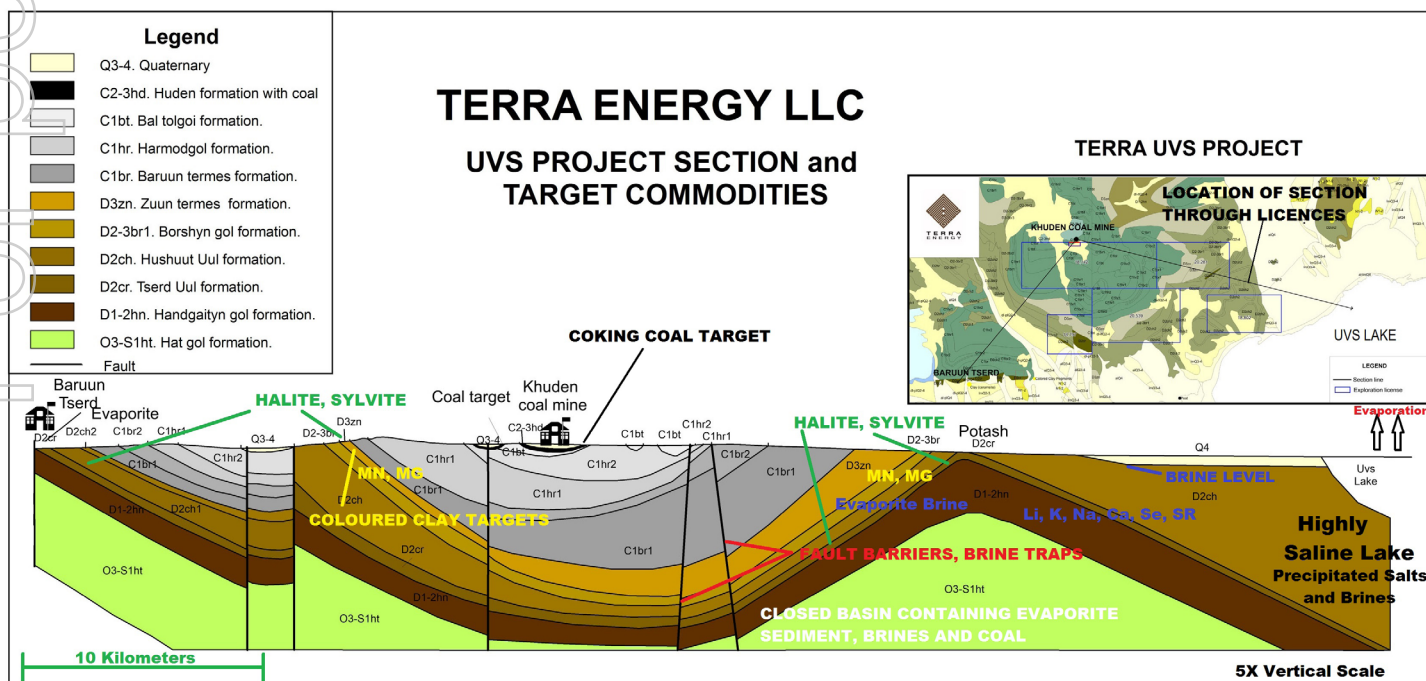 Legend
Q3-4. Quaternary
C2-3hd. Huden formation with coal
C1bt. Bal tolgoi formation.
C1hr. Harmodgol formation.
C1br. Baruun termes formation.
D3zn. Zuun termes formation.
D2-3br1. Borshyn gol formation.
D2ch. Hushuut Uul formation.
D2cr. Tserd Uul formation.
D1-2hn. Handgaityn gol formation.
O3-S1ht. Hat gol formation.
Fault
TERRA ENERGY LLC
UVS PROJECT SECTION and
TARGET COMMODITIES
TERRA UVS PROJECT
TERRA
ENERGY
LOCATION OF SECTION
THROUGH LICENCES
KHUDEN COAL MINE
BARUUN TSERD
UVS LAKE
LEGEND
Section line
Exploration license
COKING COAL TARGET
Baruun
Tserd
Evaporite
HALITE, SYLVITE
Coal target
Khuden
coal mine
HALITE, SYLVITE
Potash
Evaporation
D2cr
D2ch2
C1br2
C1hr1
Q3-4
D2-3br
D3zn
Q3-4
C2-3hd
C1bt
C1bt
C1bt
C1hr2
C1hr1
D2-3br
D2cr
Q4
Uvs
Lake
C1br1
C1hr2
C1hr1
C1hr2
C1br2
C1br1
D3zn
MN, MG
MN, MG
BRINE LEVEL
D1-2hn
D2ch1
D2ch
C1br1
C1hr1
Evaporite Brine
D1-2hn
D2ch
COLOURED CLAY TARGETS
Li, K, Na, Ca, Se, SR
Highly
Saline Lake
Precipitated Salts
and Brines
D2cr
C1br1
FAULT BARRIERS, BRINE TRAPS
O3-S1ht
D1-2hn
O3-S1ht
O3-S1ht
CLOSED BASIN CONTAINING EVAPORITE
SEDIMENT, BRINES AND COAL
10 Kilometers
5X Vertical Scale